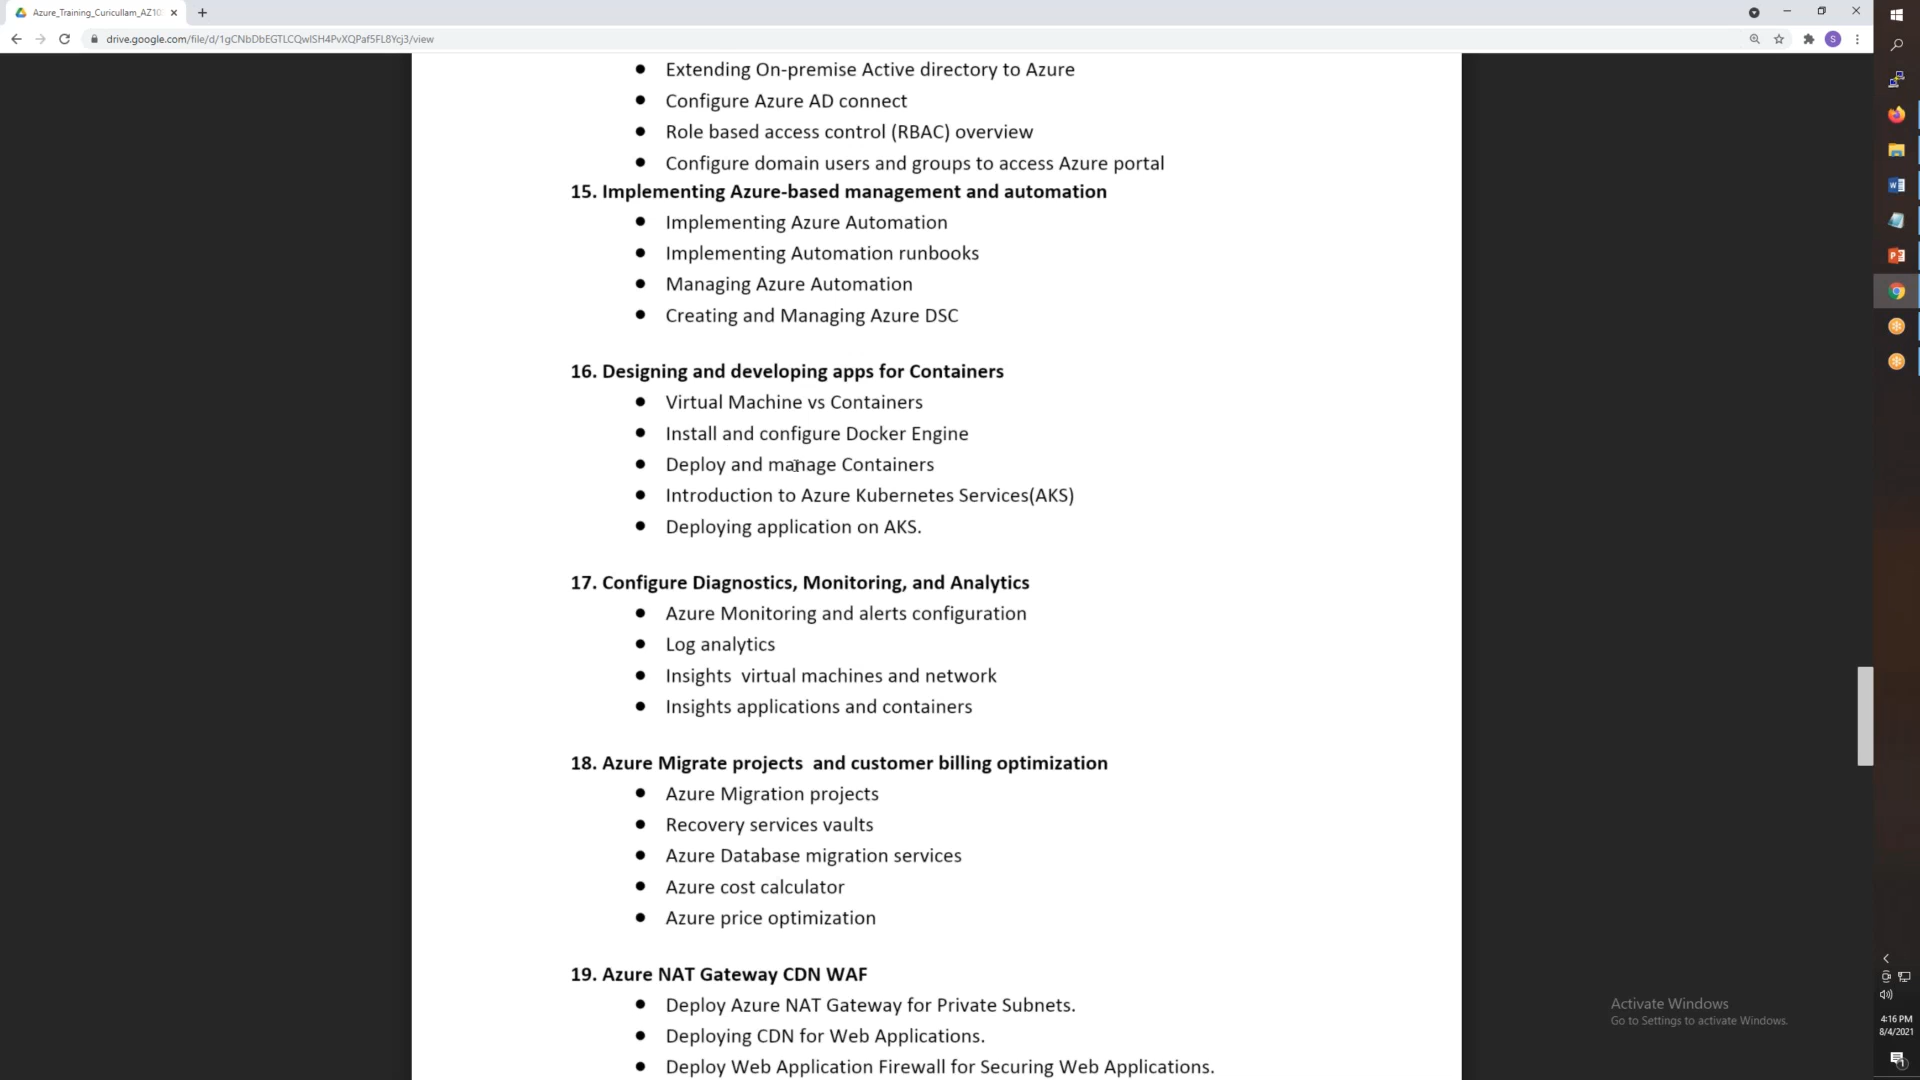 Azure_Training_Curicullam_AZ10
drive.google.com/file/d/1gCNbDbEGTLCQwISH4PvXQPaf5FL8Ycj3/view
S
• Extending On-premise Active directory to Azure
• Configure Azure AD connect
• Role based access control (RBAC) overview
• Configure domain users and groups to access Azure portal
15. Implementing Azure-based management and automation
• Implementing Azure Automation
• Implementing Automation runbooks
• Managing Azure Automation
• Creating and Managing Azure DSC
16. Designing and developing apps for Containers
• Virtual Machine vs Containers
• Install and configure Docker Engine
• Deploy and manage Containers
• Introduction to Azure Kubernetes Services(AKS)
• Deploying application on AKS.
17. Configure Diagnostics, Monitoring, and Analytics
• Azure Monitoring and alerts configuration
• Log analytics
• Insights  virtual machines and network
• Insights applications and containers
18. Azure Migrate projects  and customer billing optimization
• Azure Migration projects
• Recovery services vaults
• Azure Database migration services
• Azure cost calculator
• Azure price optimization
19. Azure NAT Gateway CDN WAF
• Deploy Azure NAT Gateway for Private Subnets.
• Deploying CDN for Web Applications.
• Deploy Web Application Firewall for Securing Web Applications.
Activate Windows
Go to Settings to activate Windows.
4:16 PM
8/4/2021